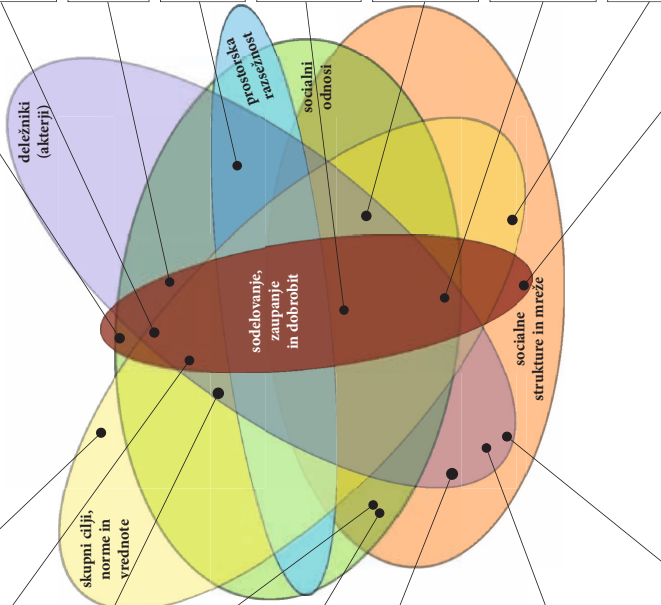 deležniki
(akterji)
prostorska
razsežnost
socialni
odnosi
sodelovanje,
zaupanje
in dobrobit
socialne
strukture in mreže
skupni cilji,
norme in
vrednote